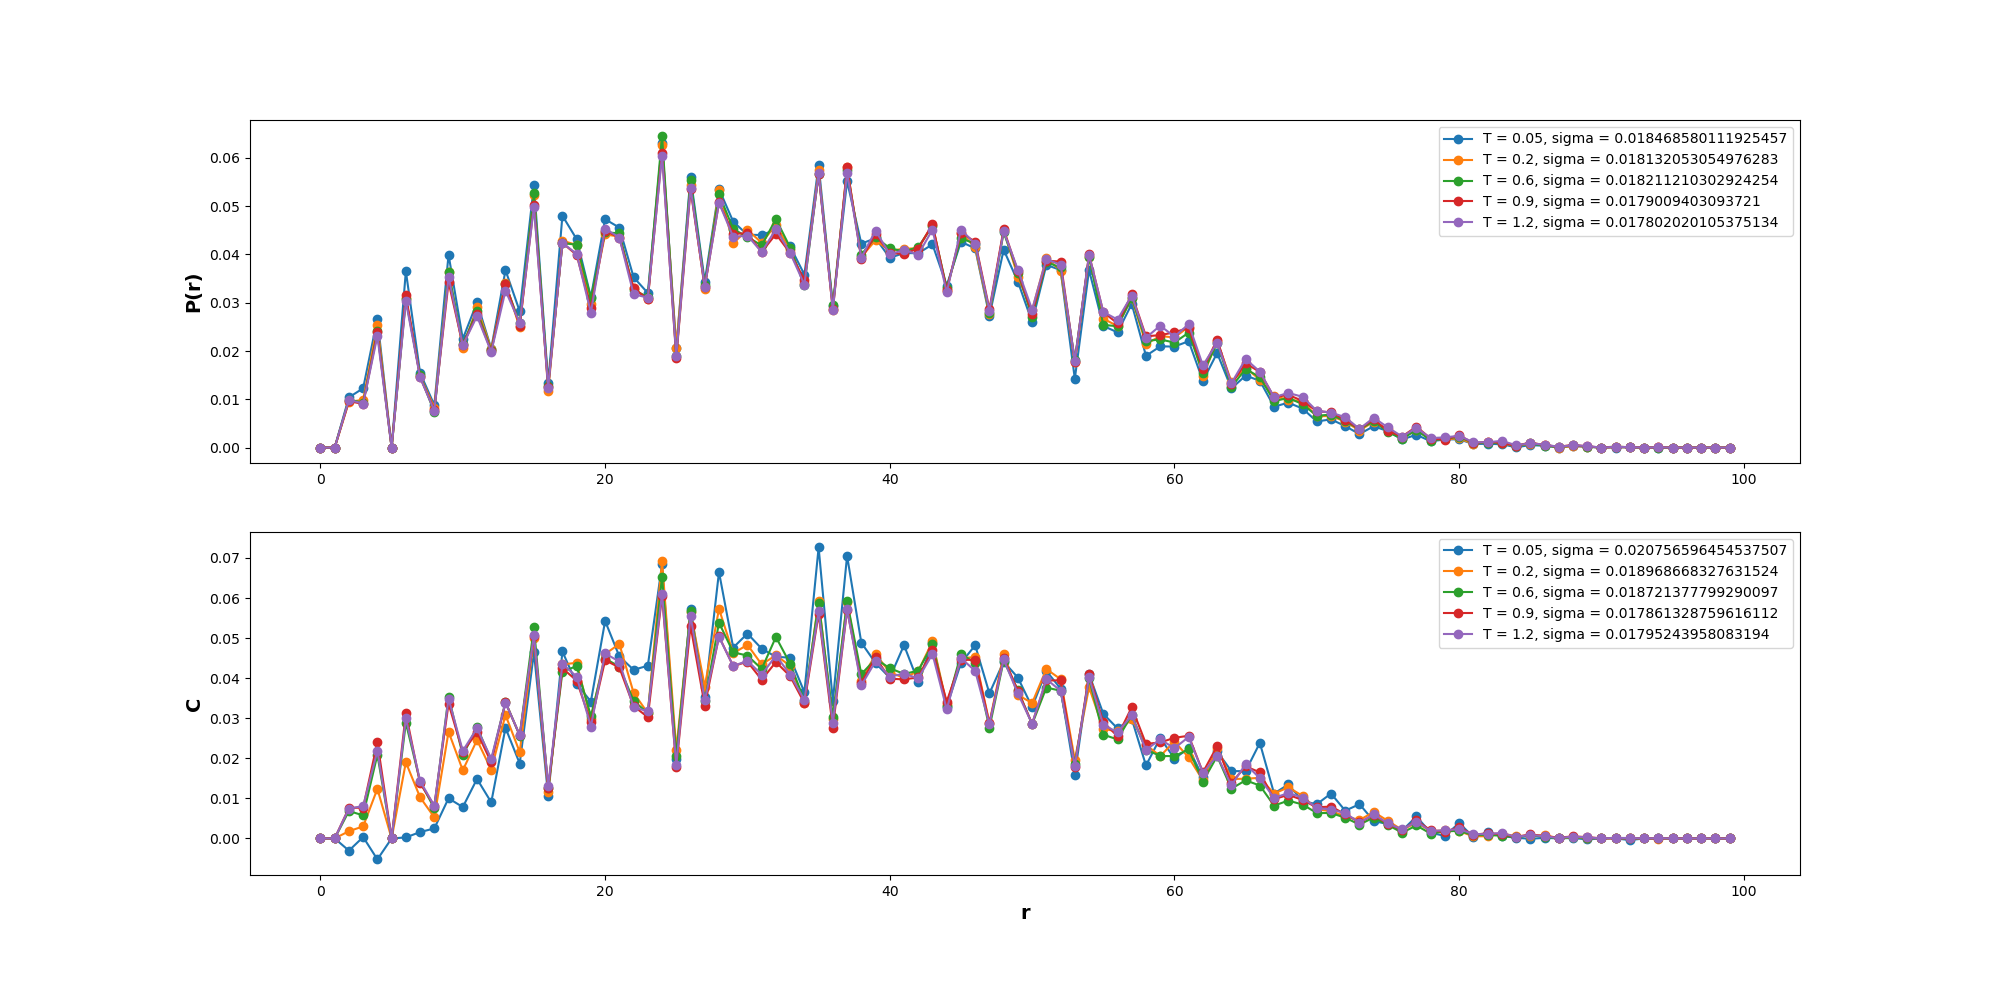 T = 0.05, sigma = 0.018468580111925457
T = 0.2, sigma = 0.018132053054976283
T = 0.6, sigma = 0.018211210302924254
T = 0.9, sigma = 0.0179009403093721
T = 1.2, sigma = 0.017802020105375134
P(r)
0.06
0.05
0.04
0.03
0.02
0.01
0.00
0 20 40 60 80 100
T = 0.05, sigma = 0.020756596454537507
T = 0.2, sigma = 0.018968668327631524
T = 0.6, sigma = 0.018721377799290097
T = 0.9, sigma = 0.017861328759616112
T = 1.2, sigma = 0.01795243958083194
C
0.07
0.06
0.05
0.04
0.03
0.02
0.01
0.00
0 20 40 60 80 100
r